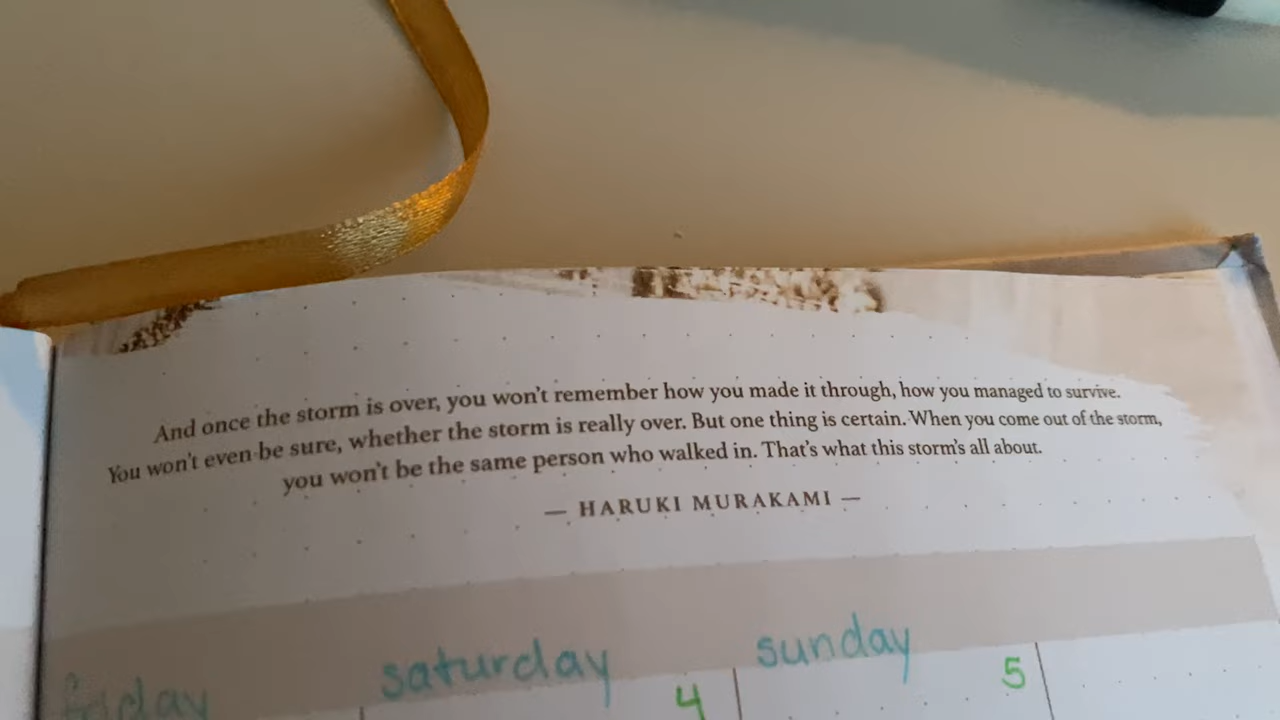 And once the storm is over, you won't remember how you made it through, how you managed to survive.
You won't even be sure, whether the storm is really over. But one thing is certain. When you come out of the storm,
you won't be the same person who walked in. That's what this storm's all about.
— HARUKI MURAKAMI —
friday saturday sunday
4 5